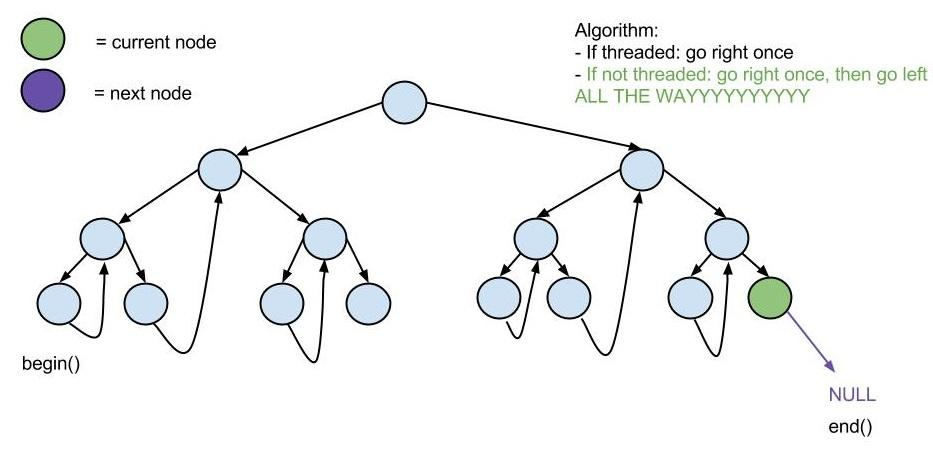 = current node
= next node
Algorithm:
- If threaded: go right once
- If not threaded: go right once, then go left
ALL THE WAYYYYYYYYYY
begin()
NULL
end()